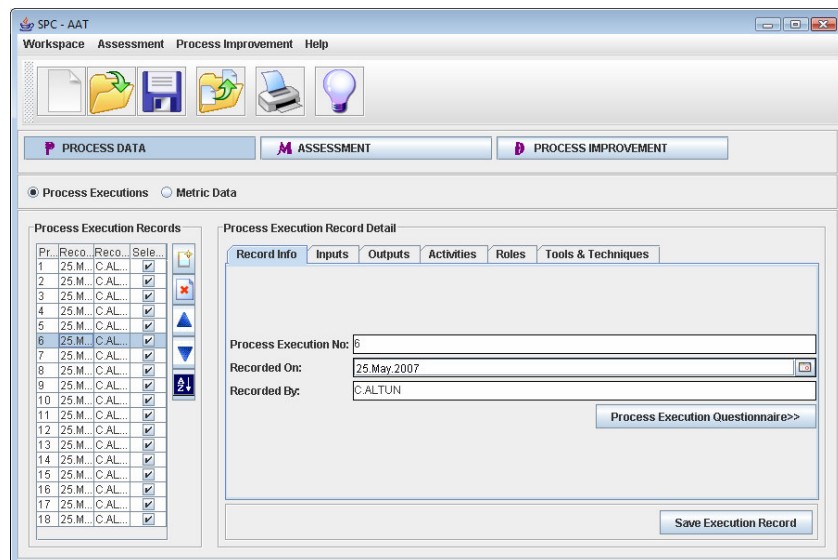 SPC - AAT
Workspace Assessment Process Improvement Help
P PROCESS DATA M ASSESSMENT D PROCESS IMPROVEMENT
Process Executions Metric Data
Process Execution Records
Pr... Reco... Reco... Sele...
1 25.M... C.AL...
2 25.M... C.AL...
3 25.M... C.AL...
4 25.M... C.AL...
5 25.M... C.AL...
6 25.M... C.AL...
7 25.M... C.AL...
8 25.M... C.AL...
9 25.M... C.AL...
10 25.M... C.AL...
11 25.M... C.AL...
12 25.M... C.AL...
13 25.M... C.AL...
14 25.M... C.AL...
15 25.M... C.AL...
16 25.M... C.AL...
17 25.M... C.AL...
18 25.M... C.AL...
A
Z
Process Execution Record Detail
Record Info Inputs Outputs Activities Roles Tools & Techniques
Process Execution No: 6
Recorded On: 25.May.2007
Recorded By: C.ALTUN
Process Execution Questionnaire>>
Save Execution Record